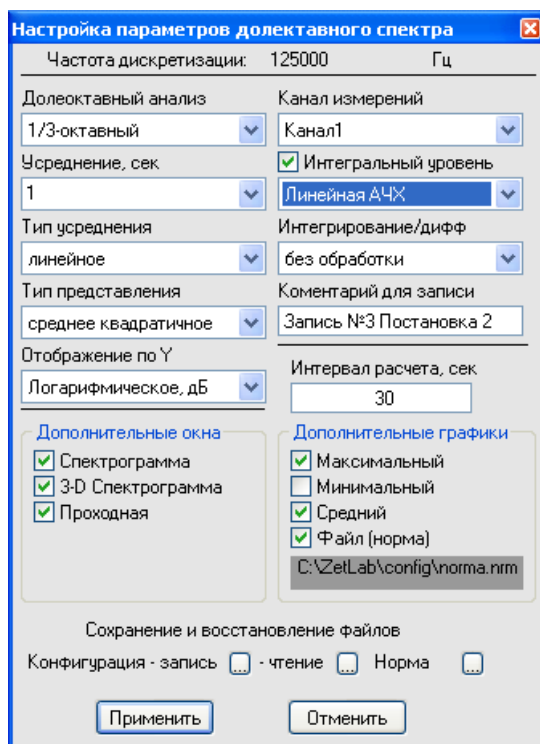 Настройка параметров долектавного спектра
Частота дискретизации: 125000 Гц
Долеоктавный анализ
Канал измерений
1/3-октавный
Канал1
Усреднение, сек
Интегральный уровень
1
Линейная АЧХ
Тип усреднения
Интегрирование/дифф
линейное
без обработки
Тип представления
Коментарий для записи
среднее квадратичное
Запись №3 Постановка 2
Отображение по Y
Интервал расчета, сек
Логарифмическое, дБ
30
Дополнительные окна
Дополнительные графики
Спектрограмма
Максимальный
3-D Спектрограмма
Минимальный
Проходная
Средний
Файл (норма)
C:\ZetLab\config\norma.nrm
Сохранение и восстановление файлов
Конфигурация - запись ... - чтение ... Норма ...
Применить
Отменить